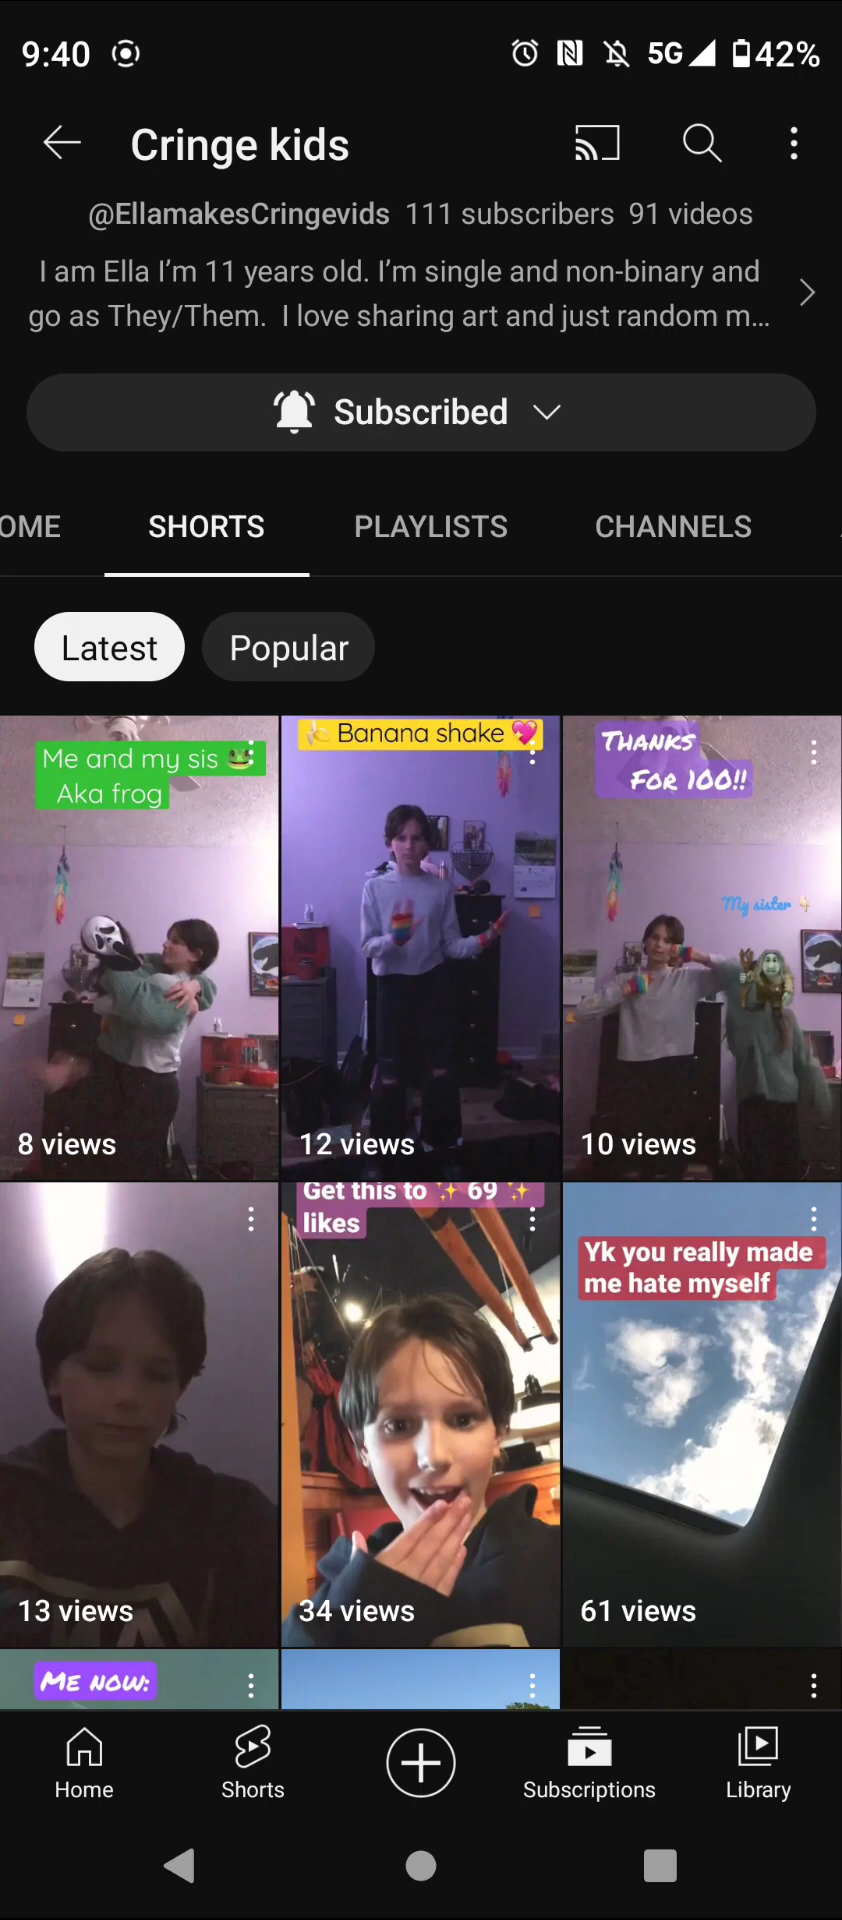 9:40
5G 42%
Cringe kids
@EllamakesCringevids 111 subscribers 91 videos
I am Ella I’m 11 years old. I’m single and non-binary and
go as They/Them.  I love sharing art and just random m...
Subscribed
OME SHORTS PLAYLISTS CHANNELS
Latest Popular
Me and my sis 🐸
Aka frog
8 views
🍌 Banana shake 💖
12 views
THANKS
FOR 100!!
My sister 👇
10 views
13 views
Get this to ✨ 69 ✨
likes
34 views
Yk you really made
me hate myself
61 views
ME NOW:
Home Shorts Subscriptions Library